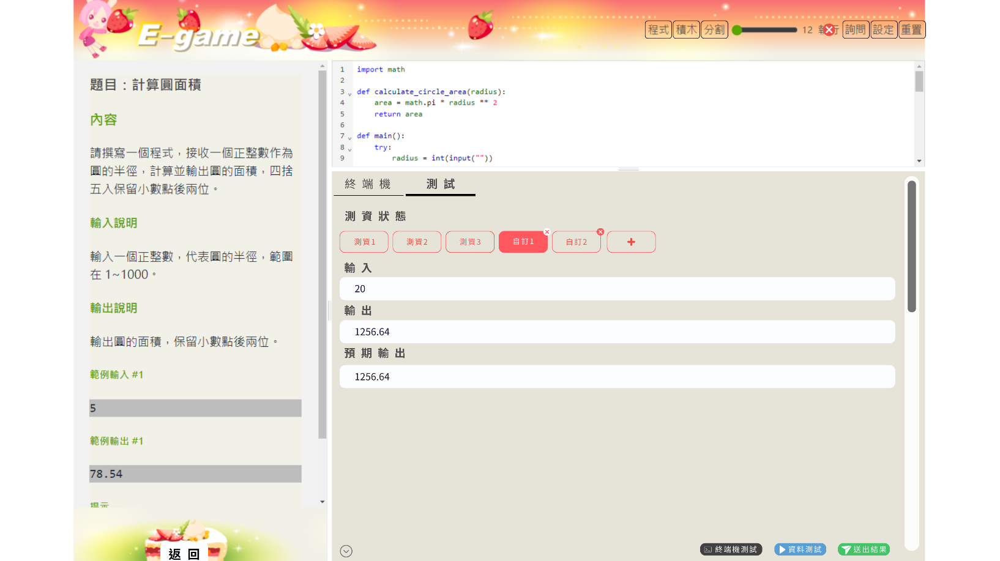 E-game
程式 積木 分割 12 執行 詢問 設定 重置
題目：計算圓面積
內容
請撰寫一個程式，接收一個正整數作為
圓的半徑，計算並輸出圓的面積，四捨
五入保留小數點後兩位。
輸入說明
輸入一個正整數，代表圓的半徑，範圍
在 1~1000。
輸出說明
輸出圓的面積，保留小數點後兩位。
範例輸入 #1
5
範例輸出 #1
78.54
提示
返 回
1 import math
2
3 def calculate_circle_area(radius):
4 area = math.pi * radius ** 2
5 return area
6
7 def main():
8 try:
9 radius = int(input(""))
終端機 測試
測資狀態
測資1 測資2 測資3 自訂1 自訂2 +
輸入
20
輸出
1256.64
預期輸出
1256.64
終端機測試 資料測試 送出結果